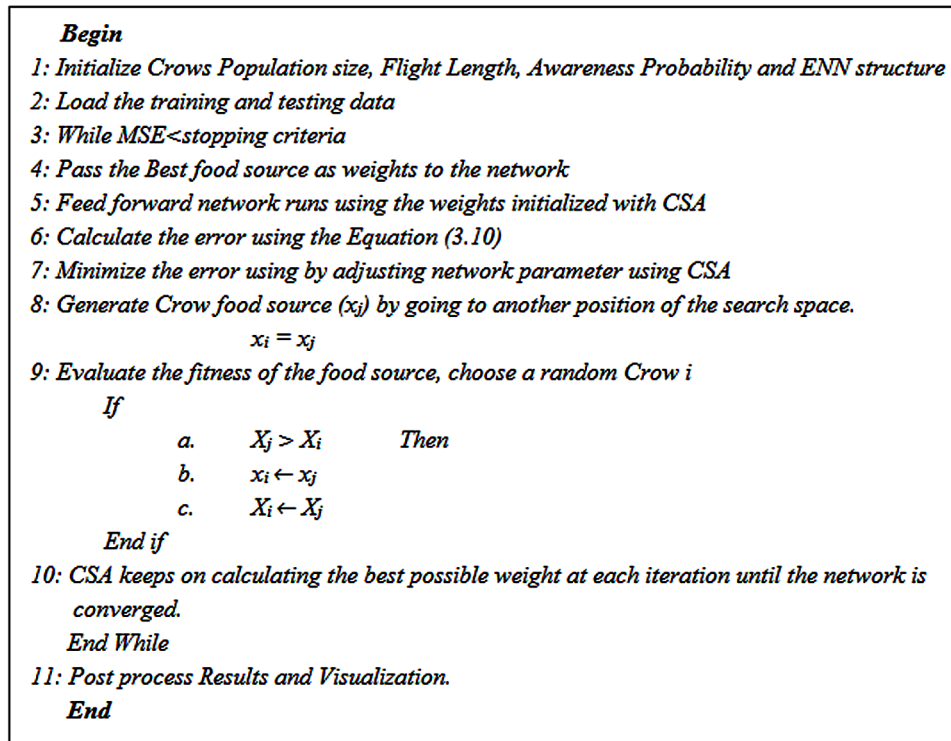 Begin
1: Initialize Crows Population size, Flight Length, Awareness Probability and ENN structure
2: Load the training and testing data
3: While MSE<stopping criteria
4: Pass the Best food source as weights to the network
5: Feed forward network runs using the weights initialized with CSA
6: Calculate the error using the Equation (3.10)
7: Minimize the error using by adjusting network parameter using CSA
8: Generate Crow food source (xj) by going to another position of the search space.
xi = xj
9: Evaluate the fitness of the food source, choose a random Crow i
If
a. Xj > Xi Then
b. xi ← xj
c. Xi ← Xj
End if
10: CSA keeps on calculating the best possible weight at each iteration until the network is
converged.
End While
11: Post process Results and Visualization.
End